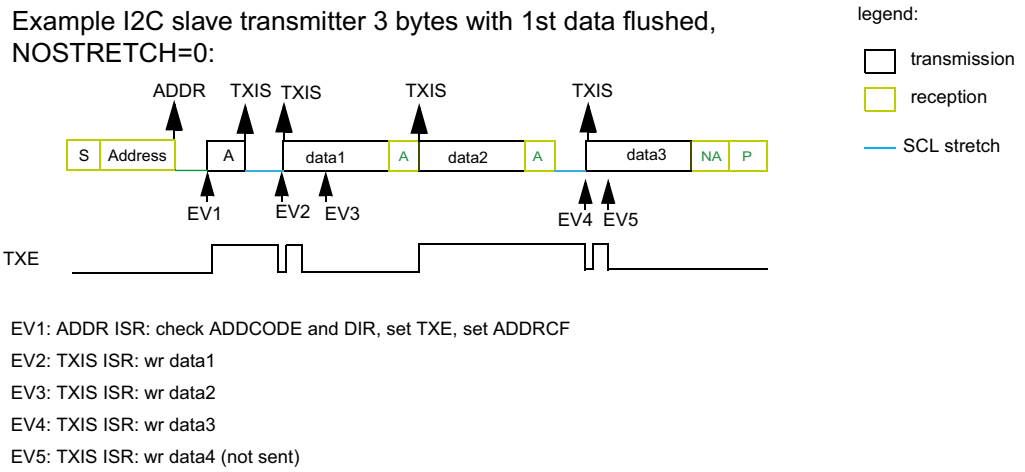 Example I2C slave transmitter 3 bytes with 1st data flushed,
NOSTRETCH=0:
legend:
transmission
reception
SCL stretch
ADDR TXIS TXIS TXIS TXIS
S Address A data1 A data2 A data3 NA P
EV1 EV2 EV3 EV4 EV5
TXE
EV1: ADDR ISR: check ADDCODE and DIR, set TXE, set ADDRCF
EV2: TXIS ISR: wr data1
EV3: TXIS ISR: wr data2
EV4: TXIS ISR: wr data3
EV5: TXIS ISR: wr data4 (not sent)